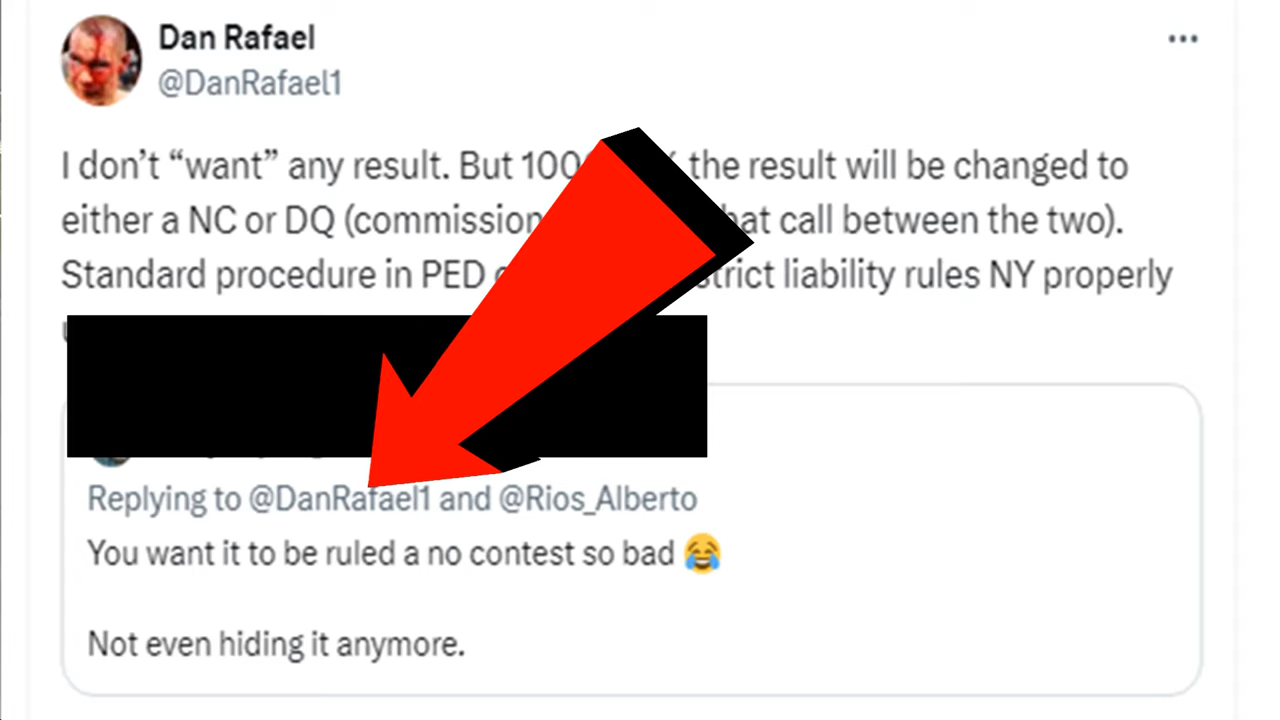 Dan Rafael
@DanRafael1
I don’t “want” any result. But 100 the result will be changed to
either a NC or DQ (commission call between the two).
Standard procedure in PED strict liability rules NY properly
Replying to @DanRafael1 and @Rios_Alberto
You want it to be ruled a no contest so bad 😂
Not even hiding it anymore.